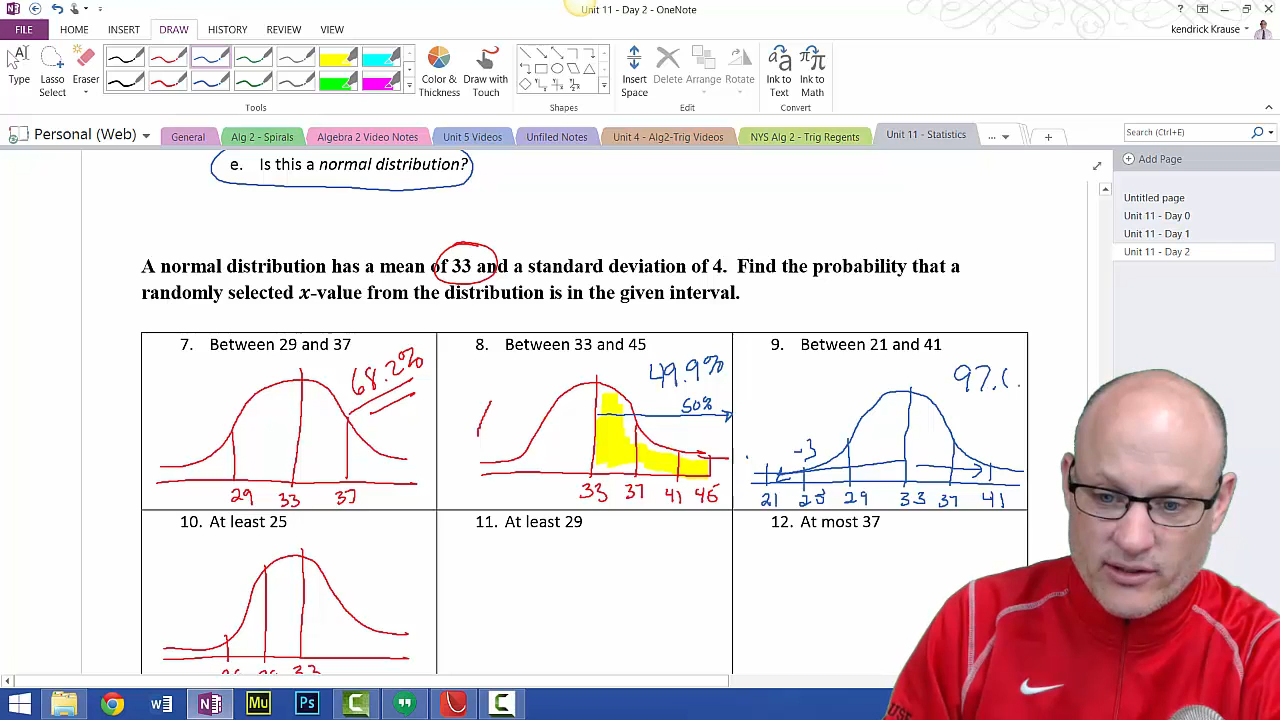 Unit 11 - Day 2 - OneNote
FILE HOME INSERT DRAW HISTORY REVIEW VIEW
kendrick Krause
Type Lasso Select Eraser Color & Thickness Draw with Touch Insert Space Delete Arrange Rotate Ink to Text Ink to Math
Tools Shapes Edit Convert
Personal (Web) General Alg 2 - Spirals Algebra 2 Video Notes Unit 5 Videos Unfiled Notes Unit 4 - Alg2-Trig Videos NYS Alg 2 - Trig Regents Unit 11 - Statistics ... Search (Ctrl+E)
Add Page
Untitled page
Unit 11 - Day 0
Unit 11 - Day 1
Unit 11 - Day 2
e. Is this a normal distribution?
A normal distribution has a mean of 33 and a standard deviation of 4. Find the probability that a
randomly selected x-value from the distribution is in the given interval.
7. Between 29 and 37
68.2%
29 33 37
8. Between 33 and 45
49.9%
50%
33 37 41 45
9. Between 21 and 41
-3
21 25 29 33 37 41
10. At least 25
11. At least 29
12. At most 37
Mu Ps